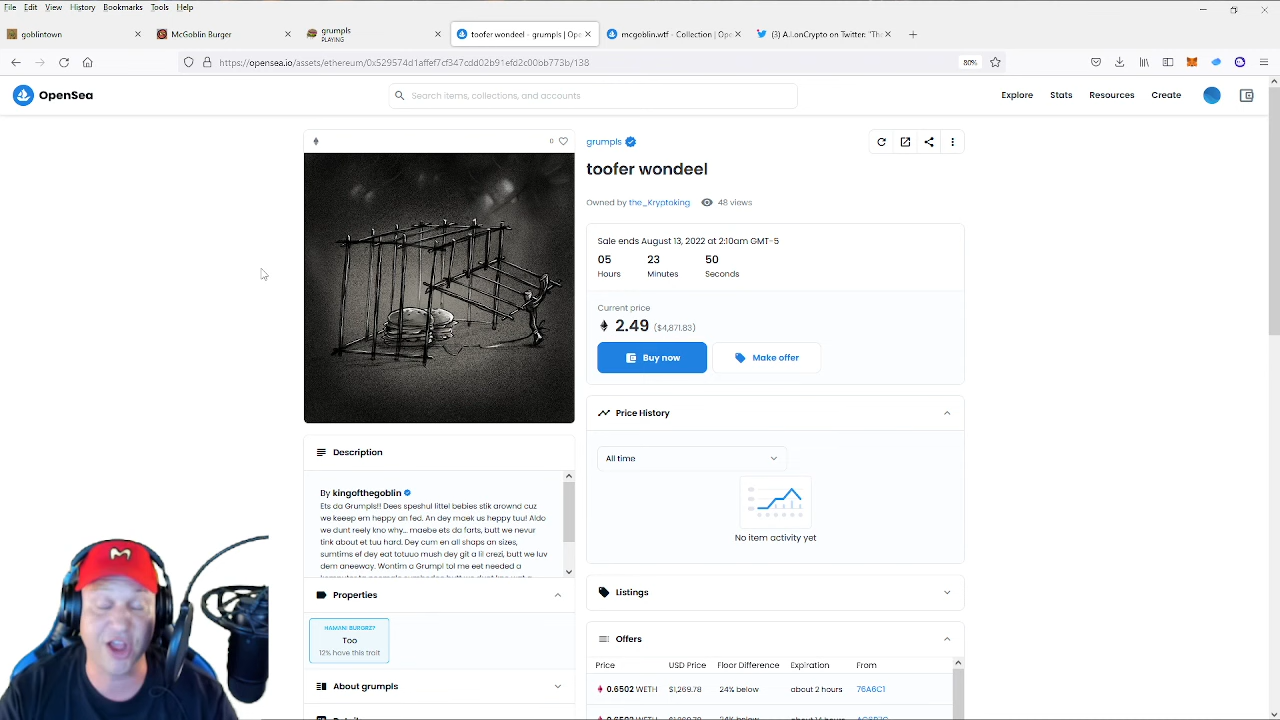 File Edit View History Bookmarks Tools Help
goblintown
McGoblin Burger
grumpls
PLAYING
toofer wondeel - grumpls | Ope
mcgoblin.wtf - Collection | Ope
(3) A.I.onCrypto on Twitter: "Tha
https://opensea.io/assets/ethereum/0x529574d1affef7cf347cdd02b91efd2c00bb773b/138
80%
OpenSea
Search items, collections, and accounts
Explore Stats Resources Create
0
grumpls
toofer wondeel
Owned by the_Kryptoking 48 views
Sale ends August 13, 2022 at 2:10am GMT-5
05 23 50
Hours Minutes Seconds
Current price
2.49 ($4,871.83)
Buy now Make offer
Price History
All time
No item activity yet
Description
By kingofthegoblin
Ets da Grumpls!! Dees speshul littel bebies stik arownd cuz
we keeep em heppy an fed. An dey moek us heppy tuu! Aldo
we dunt reely kno why... maebe ets da farts, butt we nevur
tink about et tuu hard. Dey cum en all shaps an sizes,
sumtims ef dey eat totuuo mush dey git a lil crezi, butt we luv
dem aneeway. Wontim a Grumpl tol me eet needed a
Properties
HAMANI BURGRZ?
Too
12% have this trait
About grumpls
Listings
Offers
Price USD Price Floor Difference Expiration From
0.6502 WETH $1,269.78 24% below about 2 hours 76A6C1